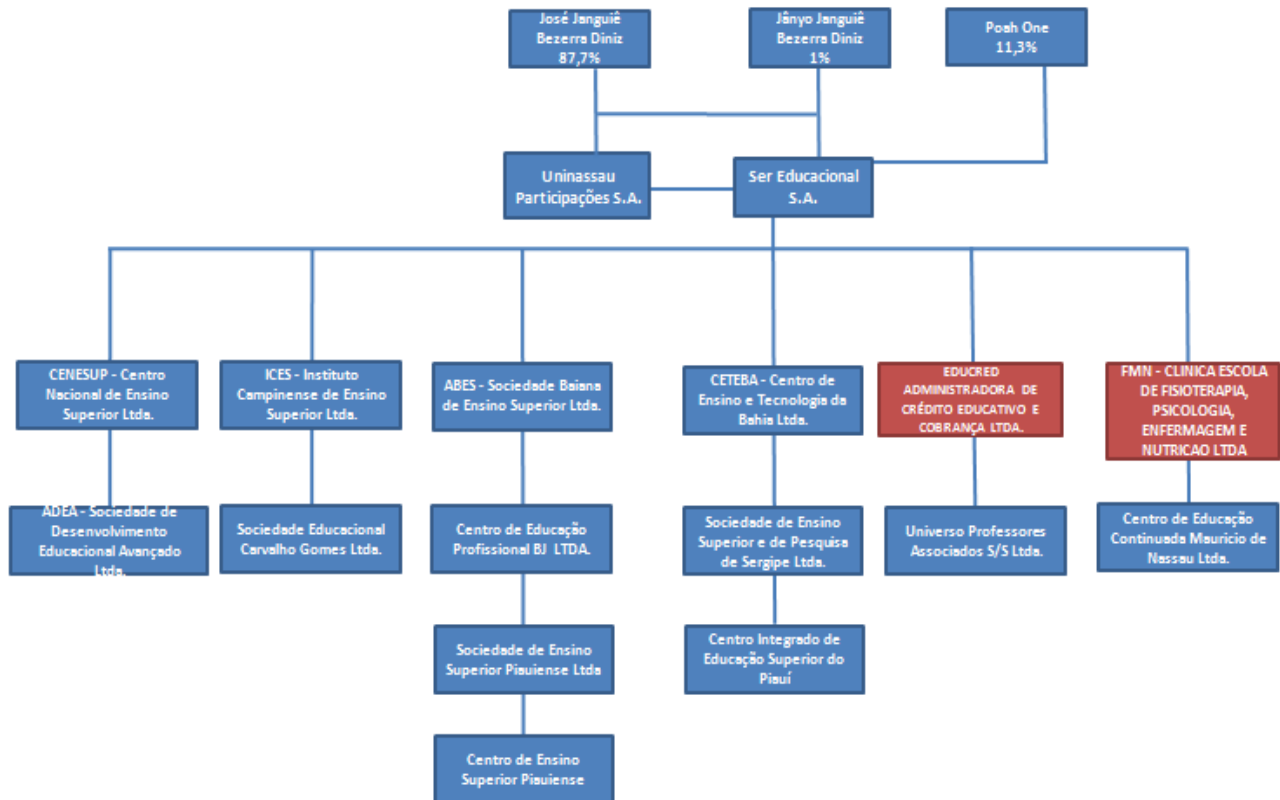 José Janguiê
Bezerra Diniz
87,7%
Jânyo Janguiê
Bezerra Diniz
1%
Poah One
11,3%
Uninassau
Participações S.A.
Ser Educacional
S.A.
CENESUP - Centro
Nacional de Ensino
Superior Ltda.
ICES - Instituto
Campinense de Ensino
Superior Ltda.
ABES - Sociedade Baiana
de Ensino Superior Ltda.
CETEBA - Centro de
Ensino e Tecnologia da
Bahia Ltda.
EDUCRED
ADMINISTRADORA DE
CRÉDITO EDUCATIVO E
COBRANÇA LTDA.
FMN - CLINICA ESCOLA
DE FISIOTERAPIA,
PSICOLOGIA,
ENFERMAGEM E
NUTRICAO LTDA
ADEA - Sociedade de
Desenvolvimento
Educacional Avançado
Ltda.
Sociedade Educacional
Carvalho Gomes Ltda.
Centro de Educação
Profissional BJ LTDA.
Sociedade de Ensino
Superior e de Pesquisa
de Sergipe Ltda.
Universo Professores
Associados S/S Ltda.
Centro de Educação
Continuada Mauricio de
Nassau Ltda.
Sociedade de Ensino
Superior Piauiense Ltda
Centro Integrado de
Educação Superior do
Piauí
Centro de Ensino
Superior Piauiense